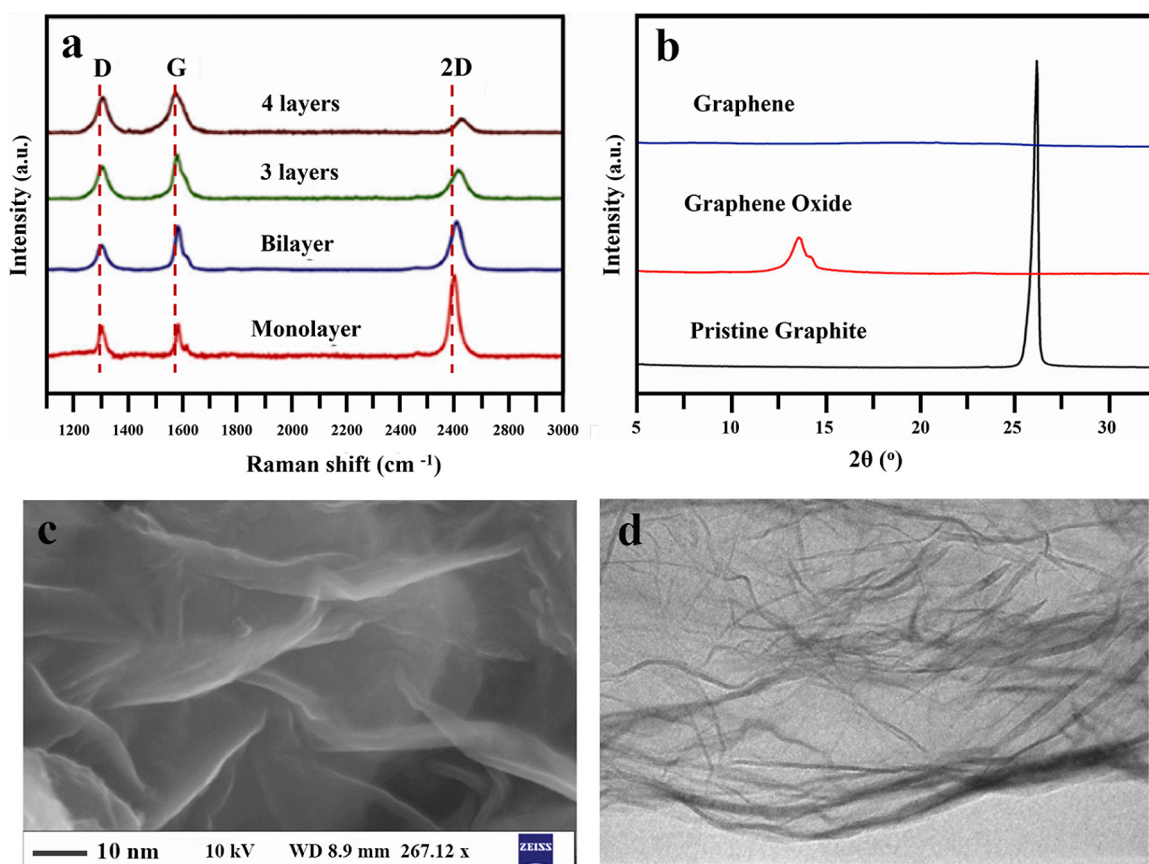 a
D
G
2D
4 layers
3 layers
Bilayer
Monolayer
Intensity (a.u.)
1200 1400 1600 1800 2000 2200 2400 2600 2800 3000
Raman shift (cm ⁻¹)
b
Graphene
Graphene Oxide
Pristine Graphite
Intensity (a.u.)
5 10 15 20 25 30
2θ (º)
c
10 nm 10 kV WD 8.9 mm 267.12 x ZEISS
d